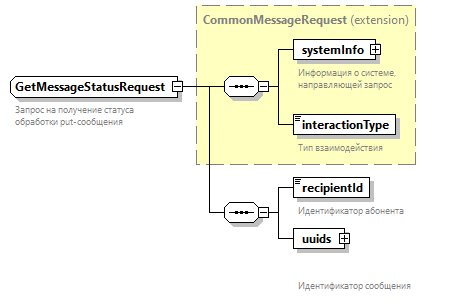 CommonMessageRequest (extension)
systemInfo
Информация о системе,
направляющей запрос
GetMessageStatusRequest
Запрос на получение статуса
обработки put-сообщения
interactionType
Тип взаимодействия
recipientId
Идентификатор абонента
uuids
Идентификатор сообщения